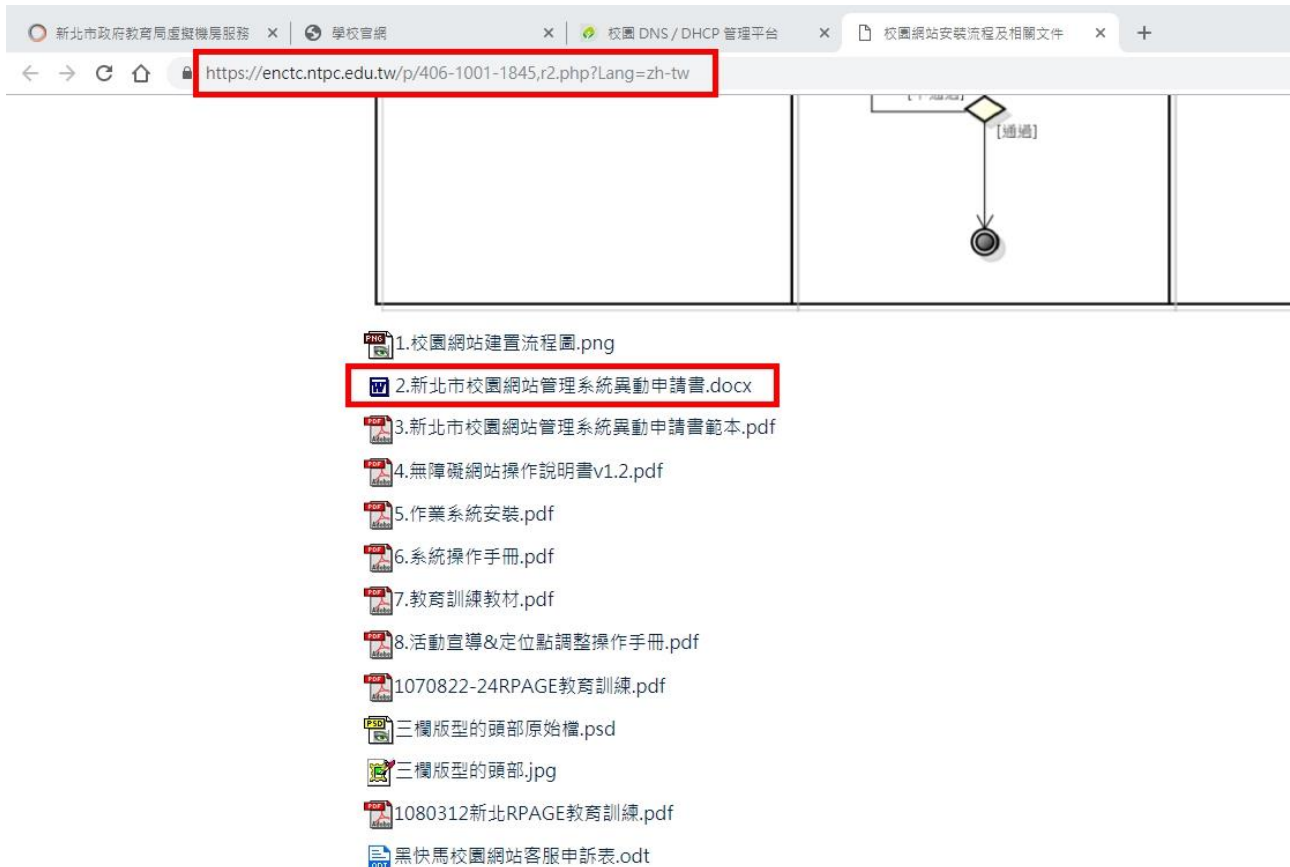 新北市政府教育局虛擬機房服務
學校官網
校園 DNS / DHCP 管理平台
校園網站安裝流程及相關文件
https://enctc.ntpc.edu.tw/p/406-1001-1845,r2.php?Lang=zh-tw
[不通過]
[通過]
1.校園網站建置流程圖.png
2.新北市校園網站管理系統異動申請書.docx
3.新北市校園網站管理系統異動申請書範本.pdf
4.無障礙網站操作說明書v1.2.pdf
5.作業系統安裝.pdf
6.系統操作手冊.pdf
7.教育訓練教材.pdf
8.活動宣導&定位點調整操作手冊.pdf
1070822-24RPAGE教育訓練.pdf
三欄版型的頭部原始檔.psd
三欄版型的頭部.jpg
1080312新北RPAGE教育訓練.pdf
黑快馬校園網站客服申訴表.odt